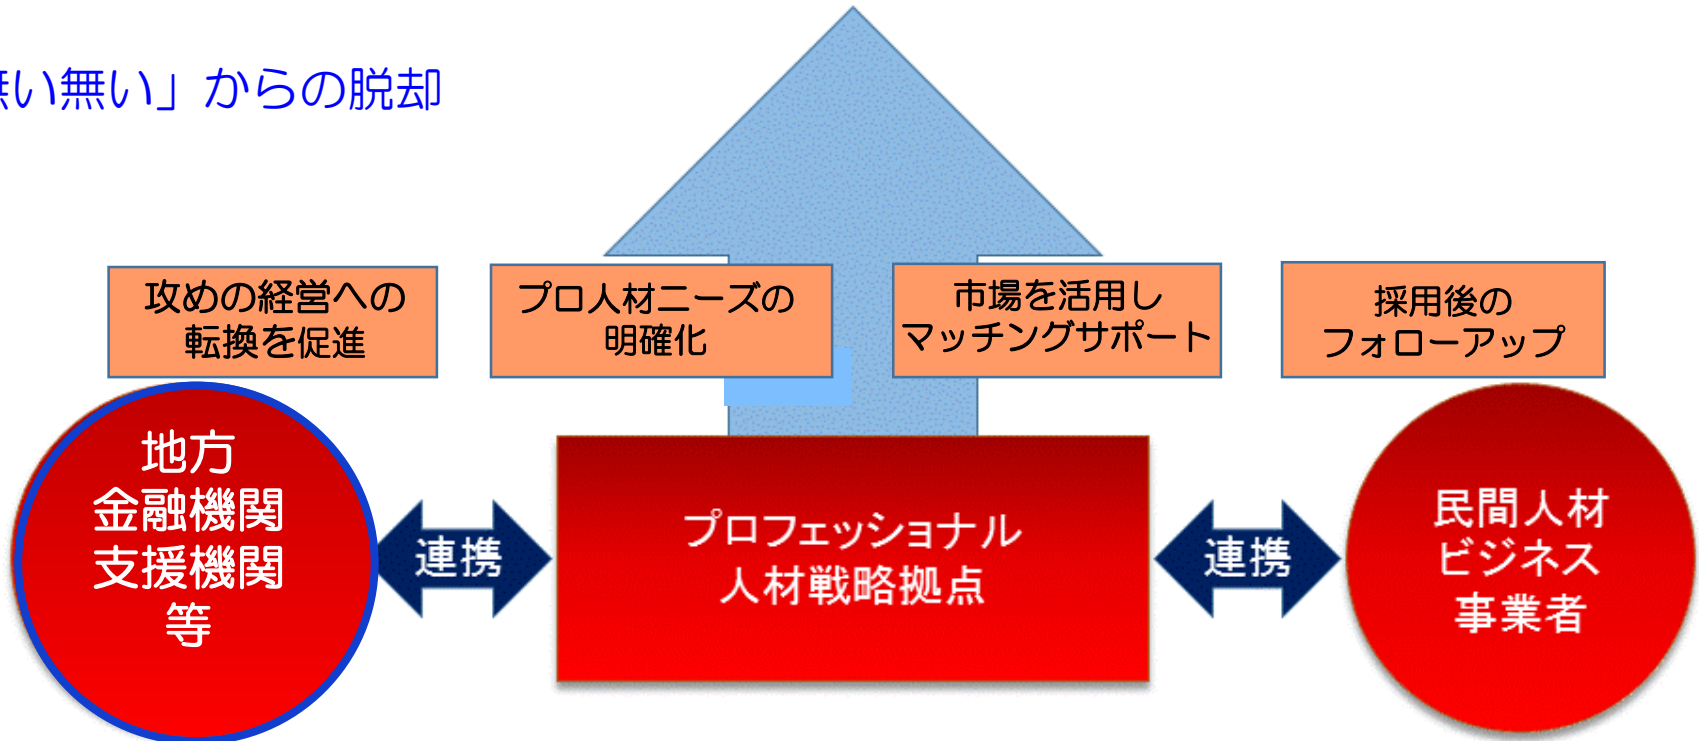 無い無い」からの脱却
攻めの経営への
転換を促進
プロ人材ニーズの
明確化
市場を活用し
マッチングサポート
採用後の
フォローアップ
地方
金融機関
支援機関
等
連携
プロフェッショナル
人材戦略拠点
連携
民間人材
ビジネス
事業者